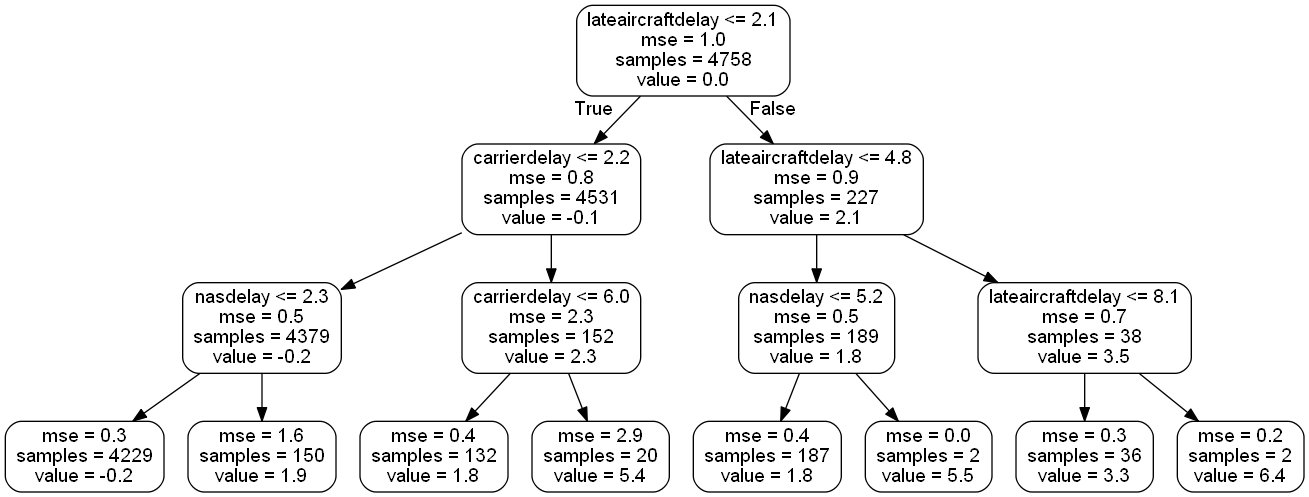 lateaircraftdelay <= 2.1
mse = 1.0
samples = 4758
value = 0.0
True
False
carrierdelay <= 2.2
mse = 0.8
samples = 4531
value = -0.1
lateaircraftdelay <= 4.8
mse = 0.9
samples = 227
value = 2.1
nasdelay <= 2.3
mse = 0.5
samples = 4379
value = -0.2
carrierdelay <= 6.0
mse = 2.3
samples = 152
value = 2.3
nasdelay <= 5.2
mse = 0.5
samples = 189
value = 1.8
lateaircraftdelay <= 8.1
mse = 0.7
samples = 38
value = 3.5
mse = 0.3
samples = 4229
value = -0.2
mse = 1.6
samples = 150
value = 1.9
mse = 0.4
samples = 132
value = 1.8
mse = 2.9
samples = 20
value = 5.4
mse = 0.4
samples = 187
value = 1.8
mse = 0.0
samples = 2
value = 5.5
mse = 0.3
samples = 36
value = 3.3
mse = 0.2
samples = 2
value = 6.4